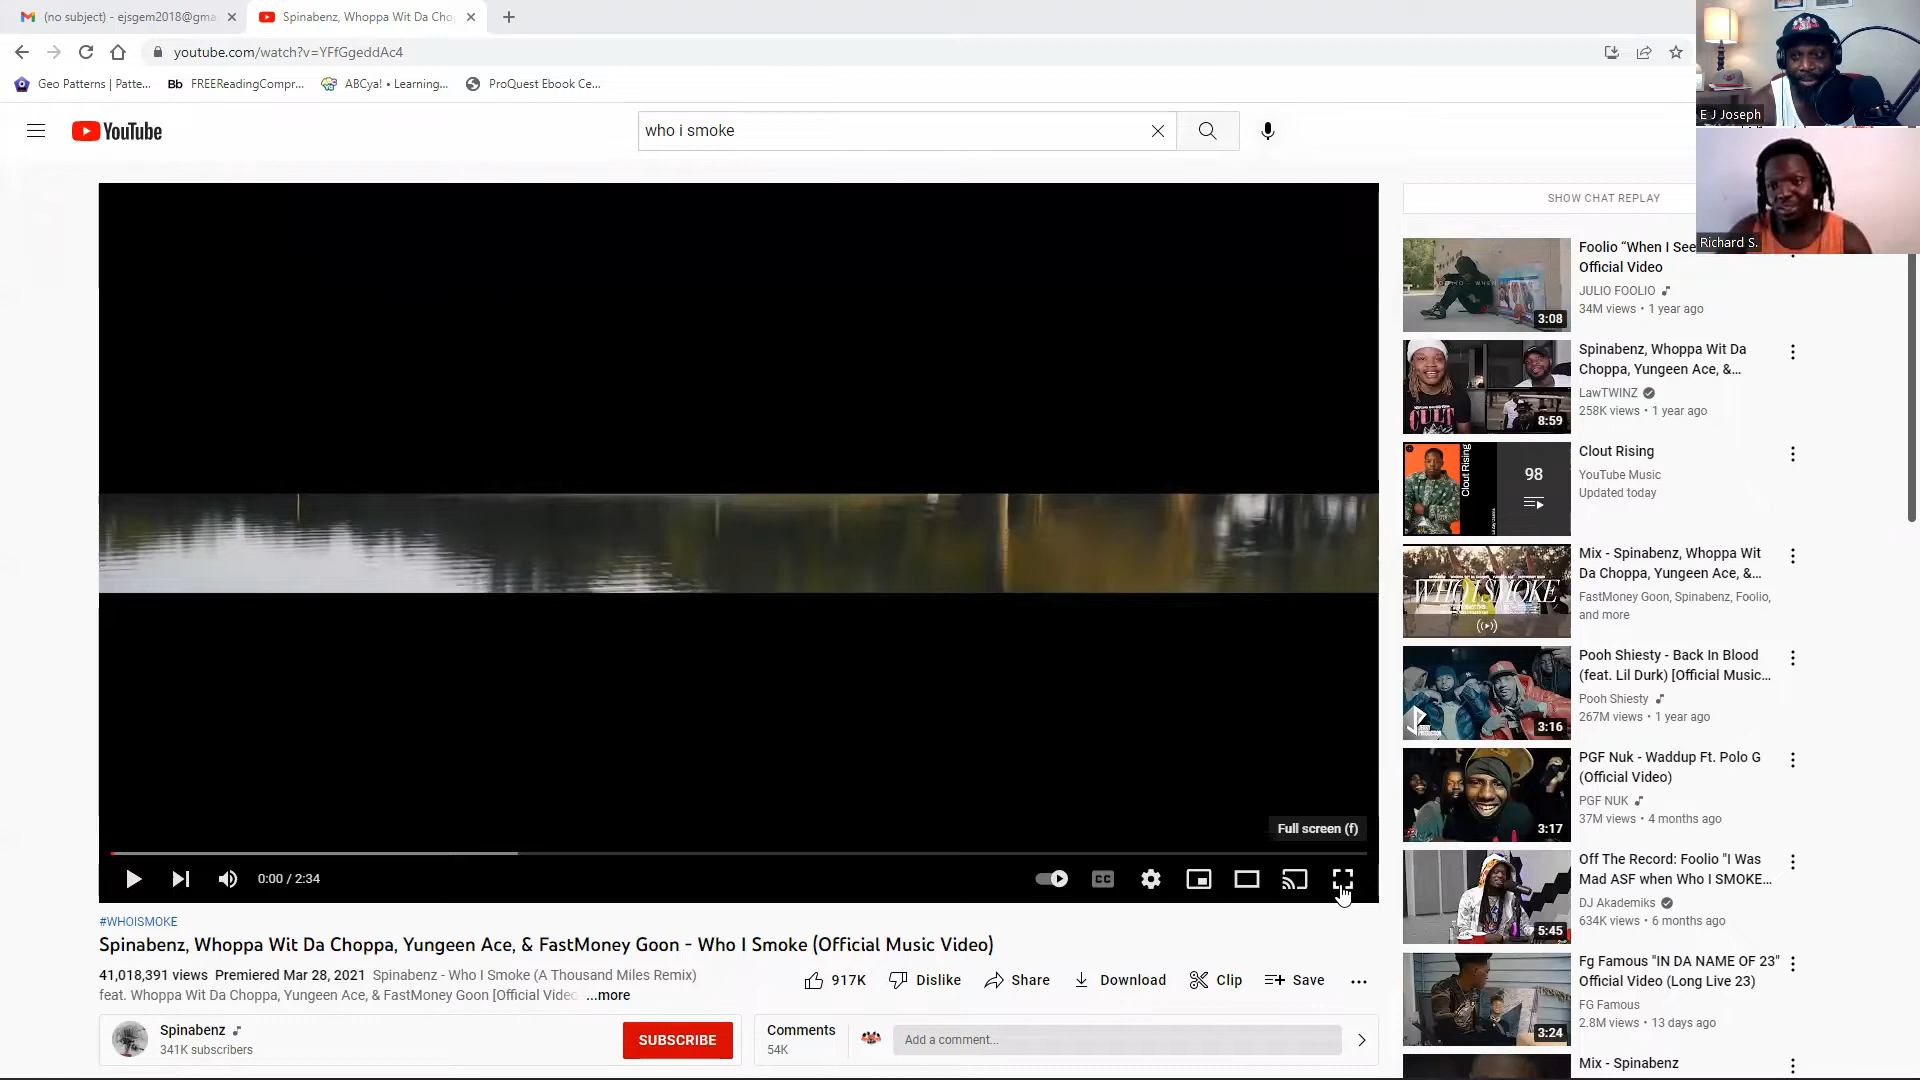 (no subject) - ejsgem2018@gma
Spinabenz, Whoppa Wit Da Cho
youtube.com/watch?v=YFfGgeddAc4
Geo Patterns | Patte...
Bb FREEReadingCompr...
ABCya! • Learning...
ProQuest Ebook Ce...
E J Joseph
Richard S.
YouTube
who i smoke
SHOW CHAT REPLAY
Foolio “When I See
Official Video
JULIO FOOLIO
34M views • 1 year ago
3:08
Spinabenz, Whoppa Wit Da
Choppa, Yungeen Ace, &...
LawTWINZ
258K views • 1 year ago
CULT
8:59
Clout Rising
YouTube Music
Updated today
Clout Rising
98
Mix - Spinabenz, Whoppa Wit
Da Choppa, Yungeen Ace, &...
FastMoney Goon, Spinabenz, Foolio,
and more
WHO I SMOKE
Pooh Shiesty - Back In Blood
(feat. Lil Durk) [Official Music...
Pooh Shiesty
267M views • 1 year ago
3:16
PGF Nuk - Waddup Ft. Polo G
(Official Video)
PGF NUK
37M views • 4 months ago
3:17
Off The Record: Foolio "I Was
Mad ASF when Who I SMOKE...
DJ Akademiks
634K views • 6 months ago
5:45
Fg Famous "IN DA NAME OF 23"
Official Video (Long Live 23)
FG Famous
2.8M views • 13 days ago
3:24
Mix - Spinabenz
Full screen (f)
0:00 / 2:34
CC
#WHOISMOKE
Spinabenz, Whoppa Wit Da Choppa, Yungeen Ace, & FastMoney Goon - Who I Smoke (Official Music Video)
41,018,391 views Premiered Mar 28, 2021 Spinabenz - Who I Smoke (A Thousand Miles Remix)
feat. Whoppa Wit Da Choppa, Yungeen Ace, & FastMoney Goon [Official Video ...more
917K Dislike Share Download Clip Save
Spinabenz
341K subscribers
SUBSCRIBE
Comments
54K
Add a comment...